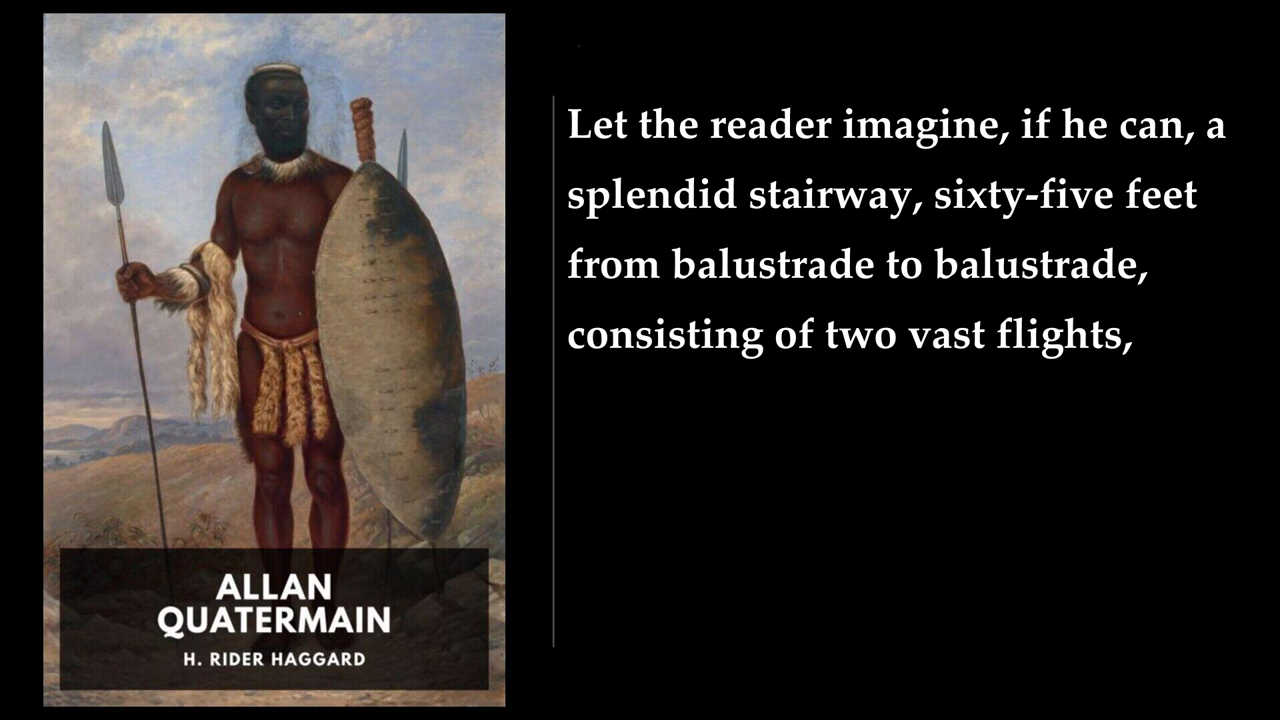 Let the reader imagine, if he can, a
splendid stairway, sixty-five feet
from balustrade to balustrade,
consisting of two vast flights,
ALLAN
QUATERMAIN
H. RIDER HAGGARD